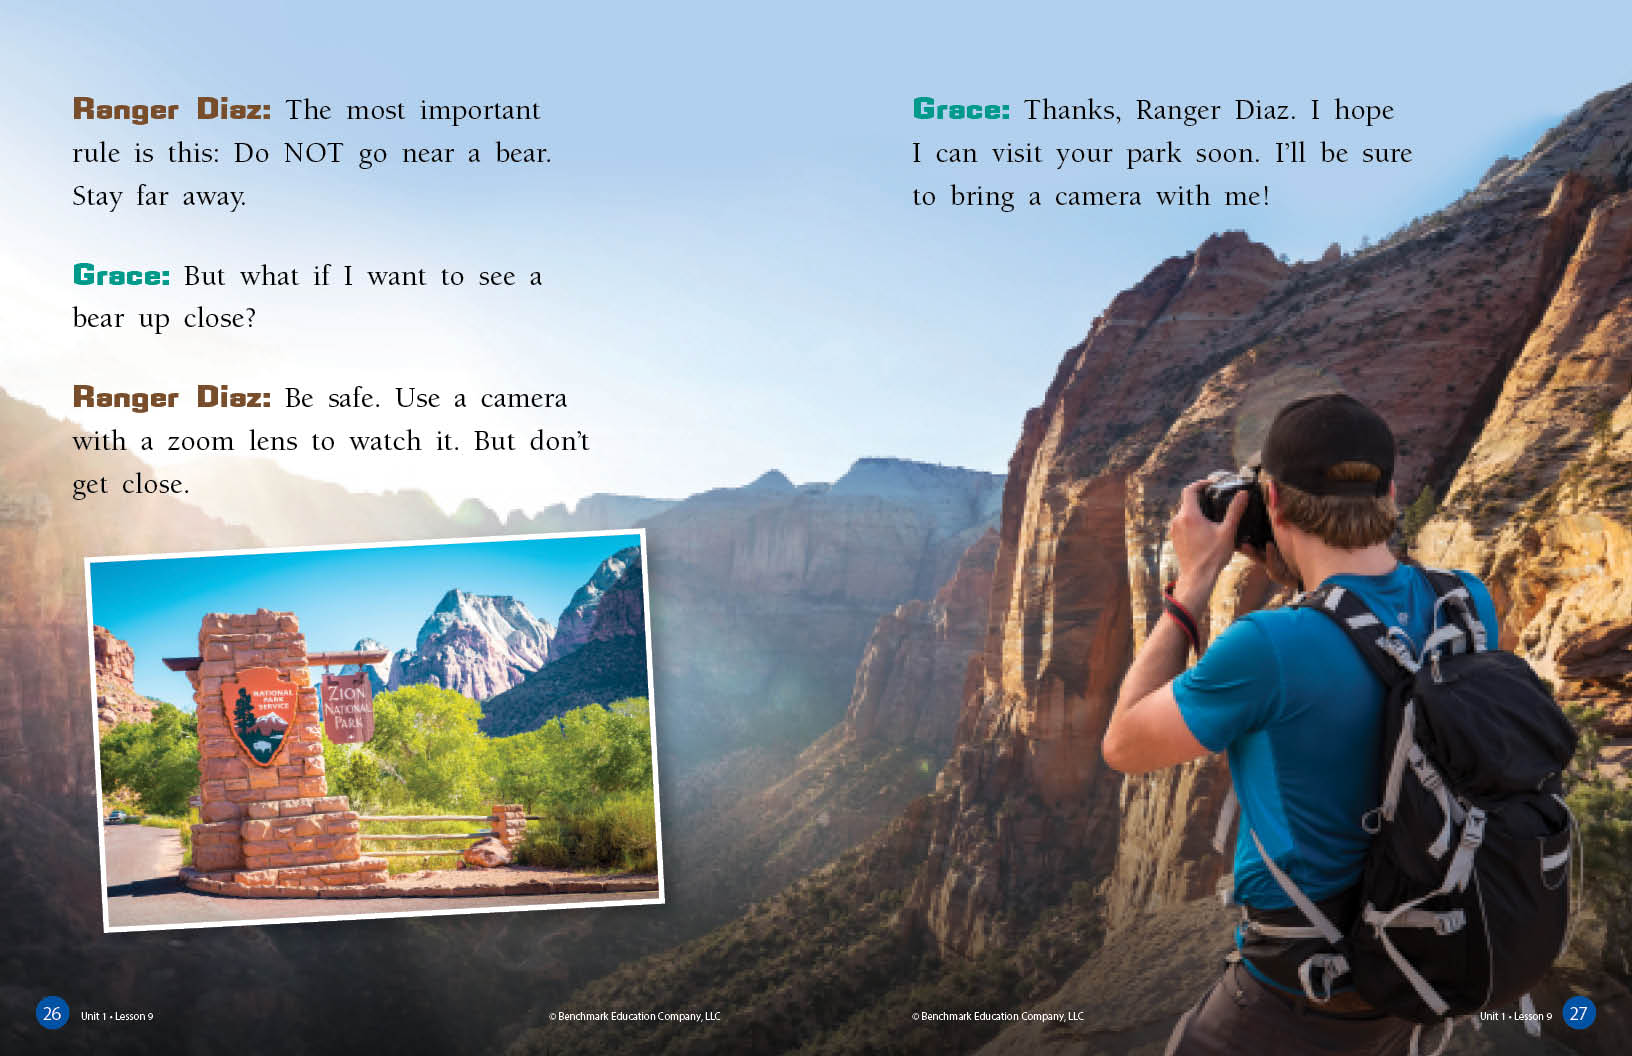 Ranger Diaz: The most important
rule is this: Do NOT go near a bear.
Stay far away.
Grace: But what if I want to see a
bear up close?
Ranger Diaz: Be safe. Use a camera
with a zoom lens to watch it. But don’t
get close.
NATIONAL
PARK
SERVICE
ZION
NATIONAL
PARK
26 Unit 1 • Lesson 9
© Benchmark Education Company, LLC
Grace: Thanks, Ranger Diaz. I hope
I can visit your park soon. I’ll be sure
to bring a camera with me!
© Benchmark Education Company, LLC
Unit 1 • Lesson 9 27